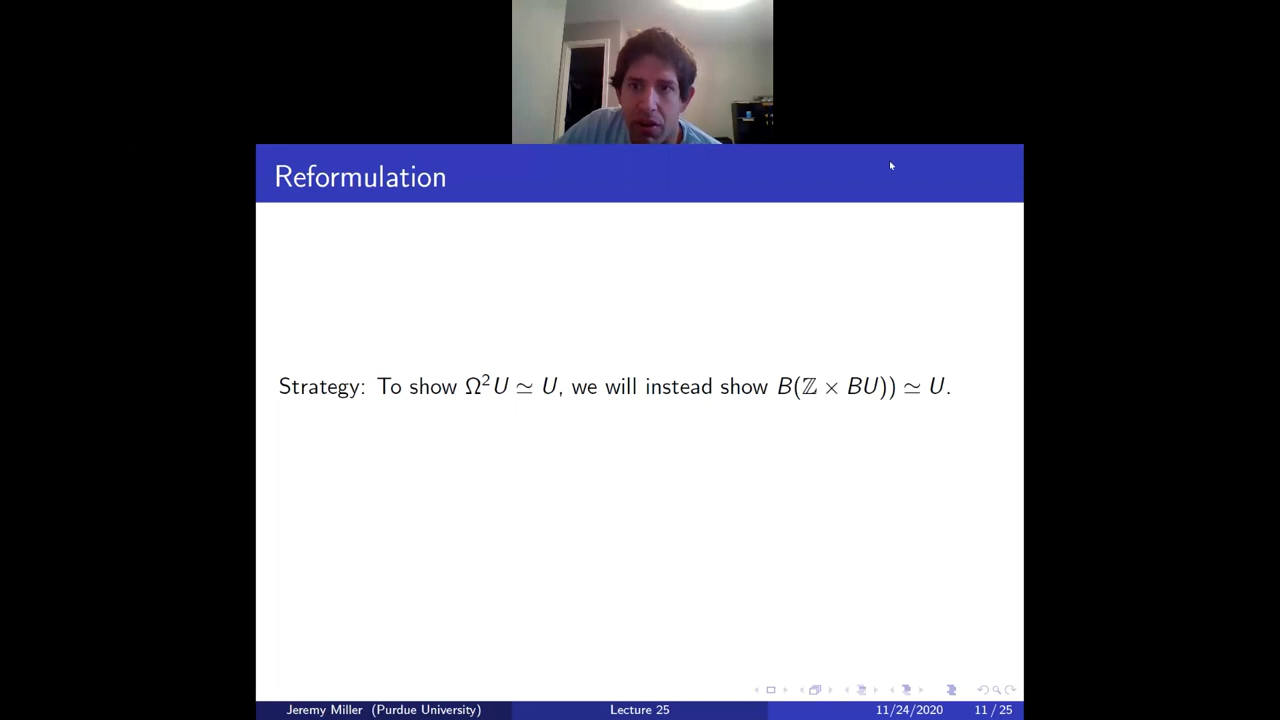 Reformulation
Strategy: To show Ω²U ≃ U, we will instead show B(ℤ × BU)) ≃ U.
Jeremy Miller (Purdue University) Lecture 25 11/24/2020 11 / 25